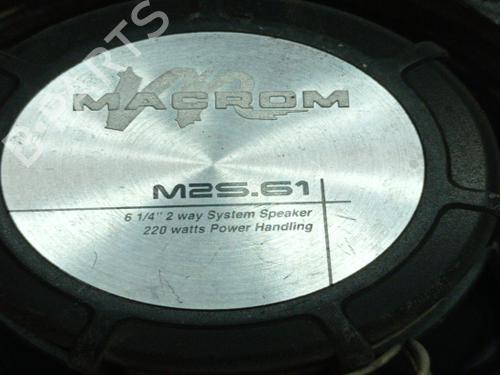 MACROM
M2S.61
6 1/4" 2 way System Speaker
220 watts Power Handling
B-PARTS